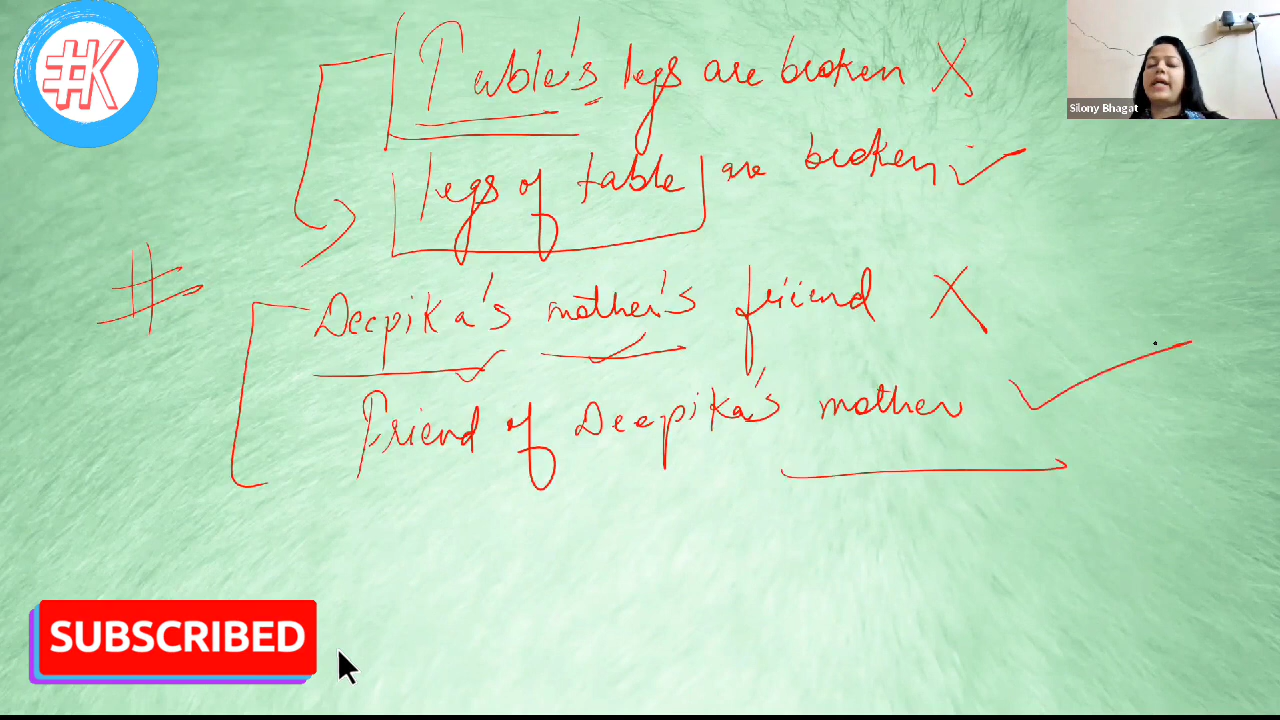 #K
Table's legs are broken X
Silony Bhagat
legs of table are broken ✓
#
Deepika's mother's friend X
Friend of Deepika's mother ✓
SUBSCRIBED